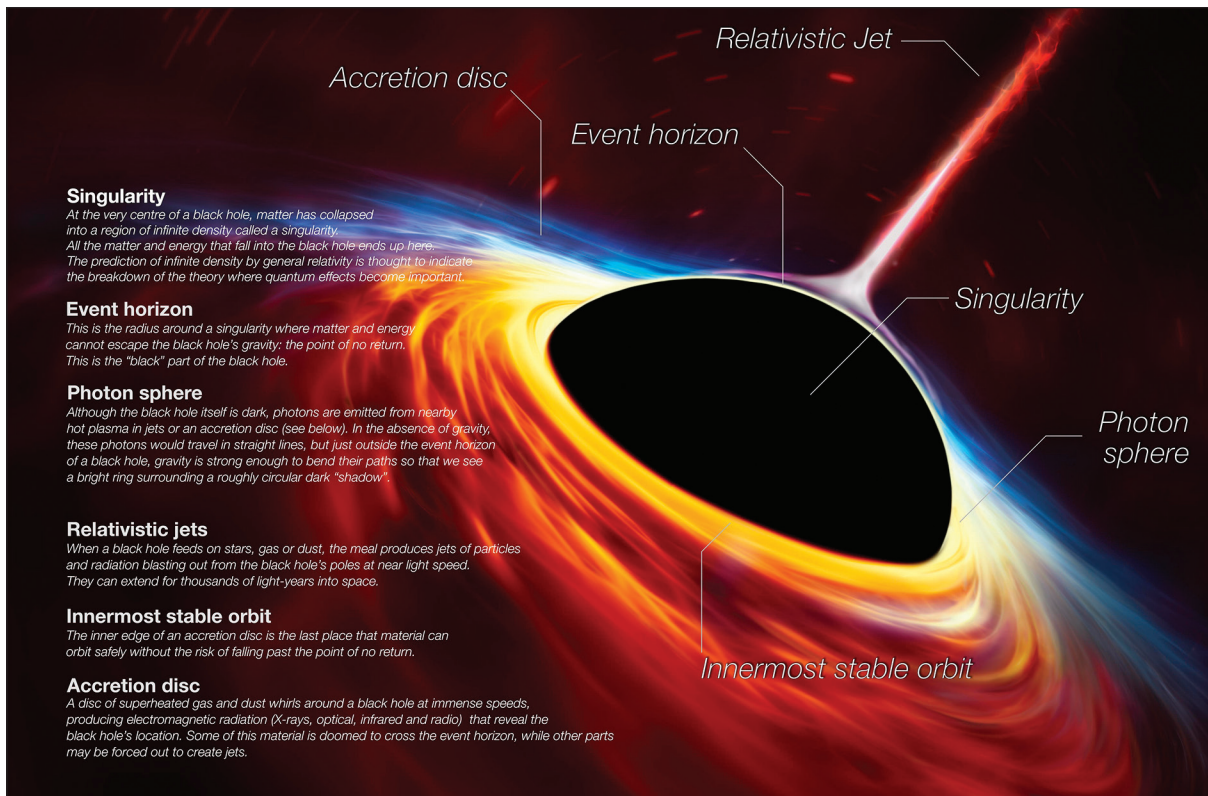 Relativistic Jet
Accretion disc
Event horizon
Singularity
At the very centre of a black hole, matter has collapsed
into a region of infinite density called a singularity.
All the matter and energy that fall into the black hole ends up here.
The prediction of infinite density by general relativity is thought to indicate
the breakdown of the theory where quantum effects become important.
Singularity
Event horizon
This is the radius around a singularity where matter and energy
cannot escape the black hole's gravity: the point of no return.
This is the "black" part of the black hole.
Photon sphere
Although the black hole itself is dark, photons are emitted from nearby
hot plasma in jets or an accretion disc (see below). In the absence of gravity,
these photons would travel in straight lines, but just outside the event horizon
of a black hole, gravity is strong enough to bend their paths so that we see
a bright ring surrounding a roughly circular dark "shadow".
Photon
sphere
Relativistic jets
When a black hole feeds on stars, gas or dust, the meal produces jets of particles
and radiation blasting out from the black hole's poles at near light speed.
They can extend for thousands of light-years into space.
Innermost stable orbit
The inner edge of an accretion disc is the last place that material can
orbit safely without the risk of falling past the point of no return.
Innermost stable orbit
Accretion disc
A disc of superheated gas and dust whirls around a black hole at immense speeds,
producing electromagnetic radiation (X-rays, optical, infrared and radio) that reveal the
black hole's location. Some of this material is doomed to cross the event horizon, while other parts
may be forced out to create jets.